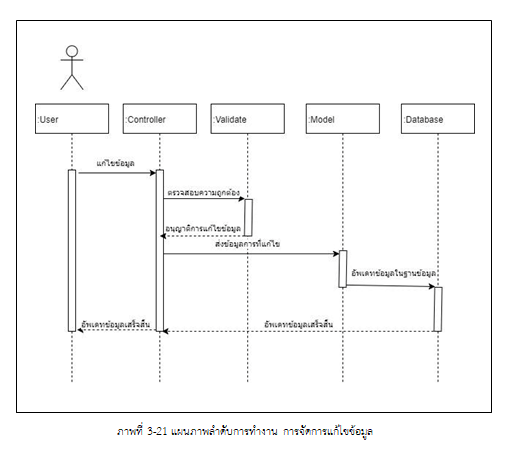 :User
:Controller
:Validate
:Model
:Database
แก้ไขข้อมูล
ตรวจสอบความถูกต้อง
อนุญาติการแก้ไขข้อมูล
ส่งข้อมูลการที่แก้ไข
อัพเดทข้อมูลในฐานข้อมูล
อัพเดทข้อมูลเสร็จสิ้น
อัพเดทข้อมูลเสร็จสิ้น
ภาพที่ 3-21 แผนภาพลำดับการทำงาน การจัดการแก้ไขข้อมูล